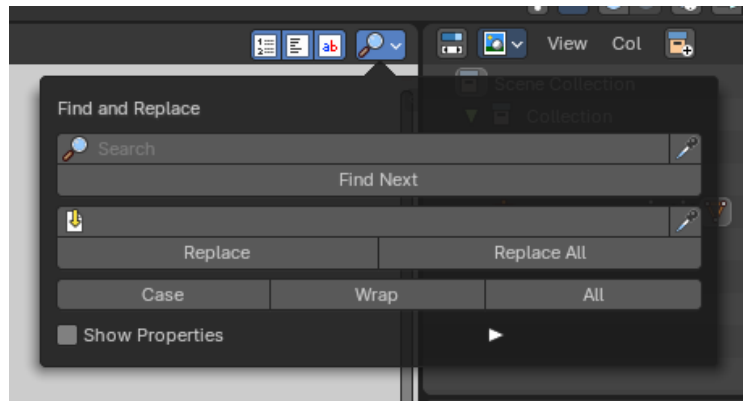 ab
View Col
Scene Collection
Collection
Find and Replace
Search
Find Next
Replace Replace All
Case Wrap All
Show Properties